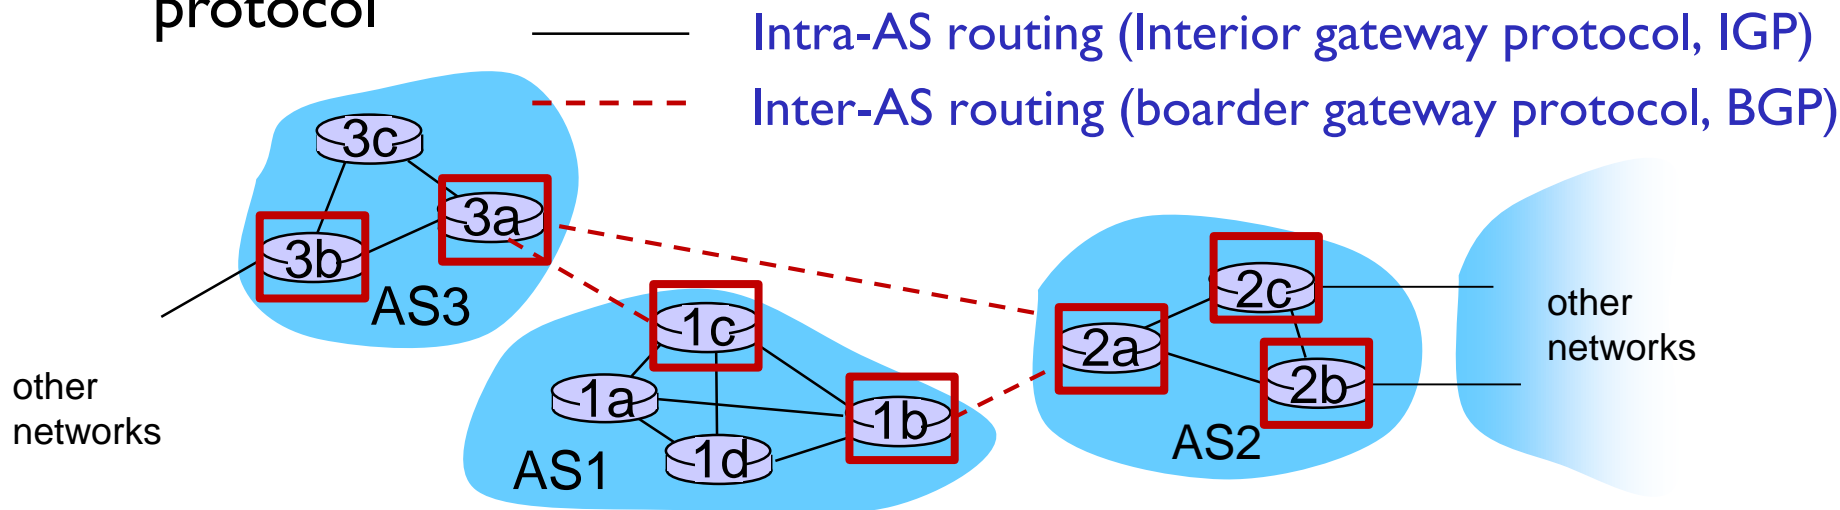 protocol
Intra-AS routing (Interior gateway protocol, IGP)
Inter-AS routing (boarder gateway protocol, BGP)
3c
3a
3b
AS3
2c
1c
other
networks
2a
1a
2b
other
networks
1b
AS2
1d
AS1